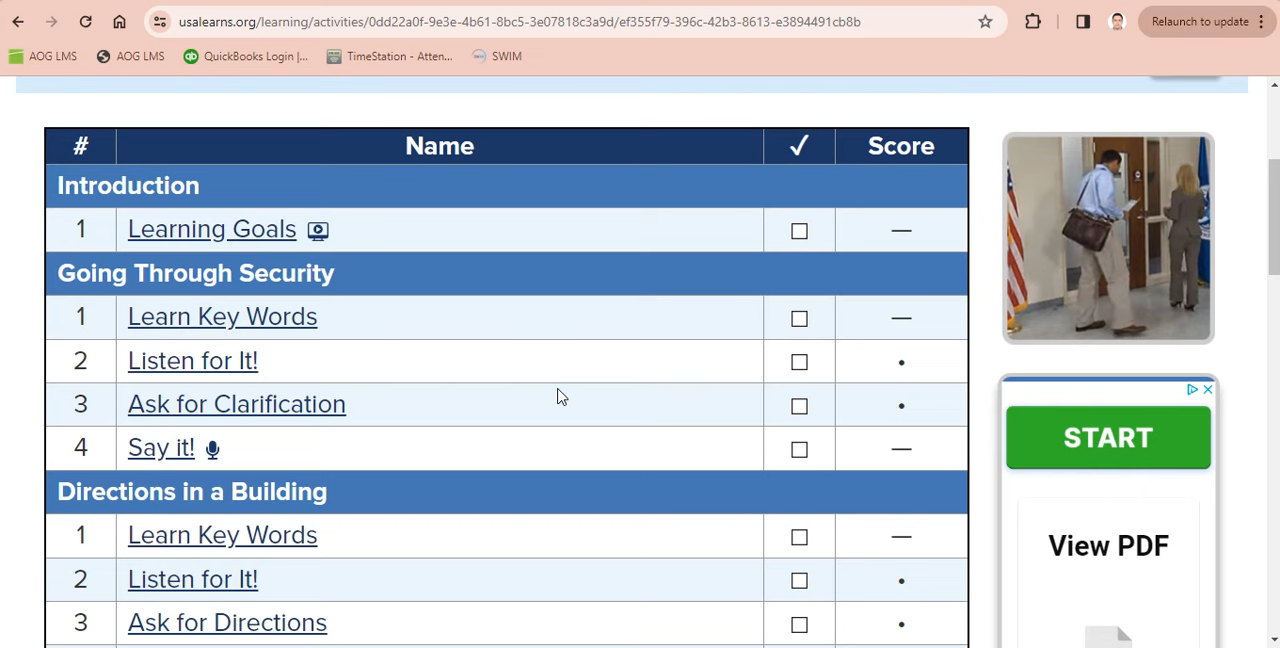 usalearns.org/learning/activities/0dd22a0f-9e3e-4b61-8bc5-3e07818c3a9d/ef355f79-396c-42b3-8613-e3894491cb8b
Relaunch to update
AOG LMS
AOG LMS
QuickBooks Login |...
TimeStation - Atten...
SWIM
# Name ✓ Score
Introduction
1 Learning Goals —
Going Through Security
1 Learn Key Words —
2 Listen for It! •
3 Ask for Clarification •
4 Say it! —
Directions in a Building
1 Learn Key Words —
2 Listen for It! •
3 Ask for Directions •
START
View PDF